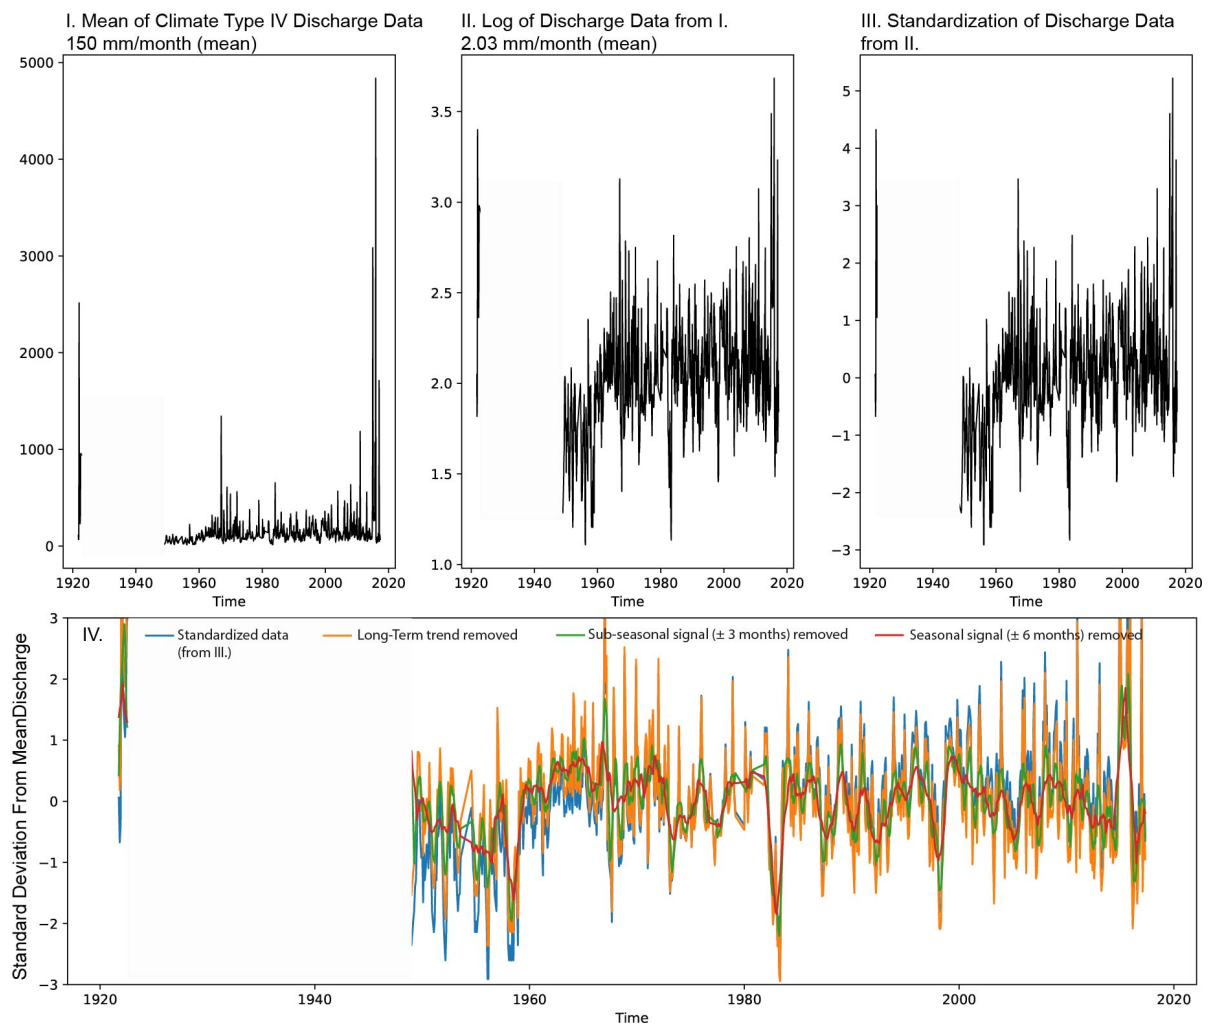 I. Mean of Climate Type IV Discharge Data
150 mm/month (mean)
5000
4000
3000
2000
1000
0
1920 1940 1960 1980 2000 2020
Time
II. Log of Discharge Data from I.
2.03 mm/month (mean)
3.5
3.0
2.5
2.0
1.5
1.0
1920 1940 1960 1980 2000 2020
Time
III. Standardization of Discharge Data
from II.
5
4
3
2
1
0
−1
−2
−3
1920 1940 1960 1980 2000 2020
Time
IV.
Standardized data
(from III.)
Long-Term trend removed
Sub-seasonal signal (± 3 months) removed
Seasonal signal (± 6 months) removed
Standard Deviation From MeanDischarge
3
2
1
0
−1
−2
−3
1920 1940 1960 1980 2000 2020
Time